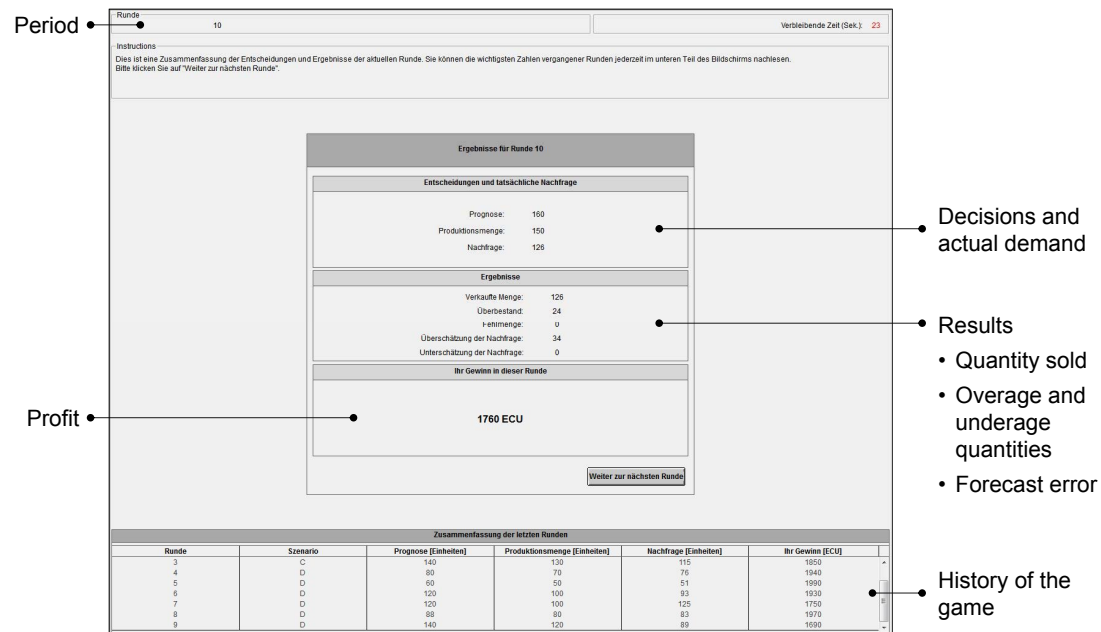 Period
Runde
10
Verbleibende Zeit (Sek.): 23
Instructions
Dies ist eine Zusammenfassung der Entscheidungen und Ergebnisse der aktuellen Runde. Sie können die wichtigsten Zahlen vergangener Runden jederzeit im unteren Teil des Bildschirms nachlesen.
Bitte klicken Sie auf "Weiter zur nächsten Runde".
Ergebnisse für Runde 10
Entscheidungen und tatsächliche Nachfrage
Prognose: 160
Produktionsmenge: 150
Nachfrage: 126
Decisions and
actual demand
Ergebnisse
Verkaufte Menge: 126
Überbestand: 24
Fehlmenge: 0
Überschätzung der Nachfrage: 34
Unterschätzung der Nachfrage: 0
Results
• Quantity sold
• Overage and
underage
quantities
• Forecast error
Ihr Gewinn in dieser Runde
Profit
1760 ECU
Weiter zur nächsten Runde
Zusammenfassung der letzten Runden
Runde Szenario Prognose [Einheiten] Produktionsmenge [Einheiten] Nachfrage [Einheiten] Ihr Gewinn [ECU]
3 C 140 130 115 1850
4 D 80 70 76 1940
5 D 60 50 51 1990
6 D 120 100 93 1930
7 D 120 100 125 1750
8 D 88 80 83 1970
9 D 140 120 89 1690
History of the
game